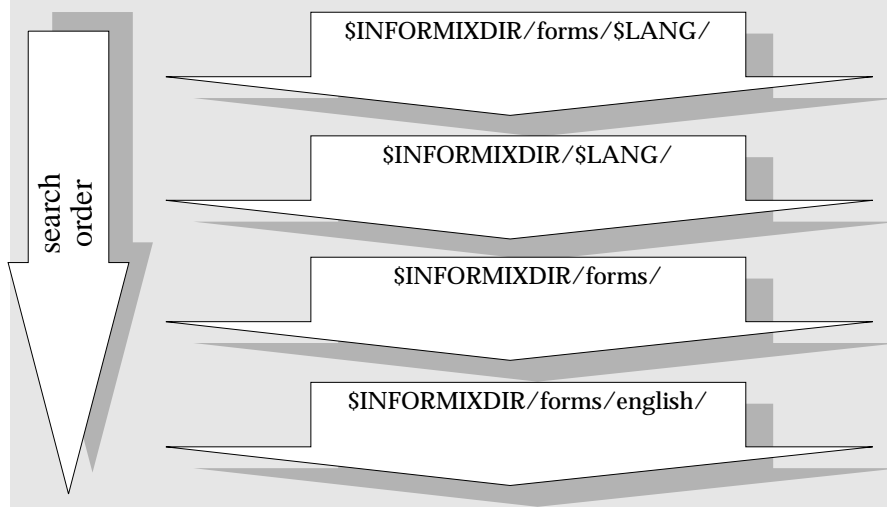 $INFORMIXDIR/forms/$LANG/
$INFORMIXDIR/$LANG/
search
order
$INFORMIXDIR/forms/
$INFORMIXDIR/forms/english/